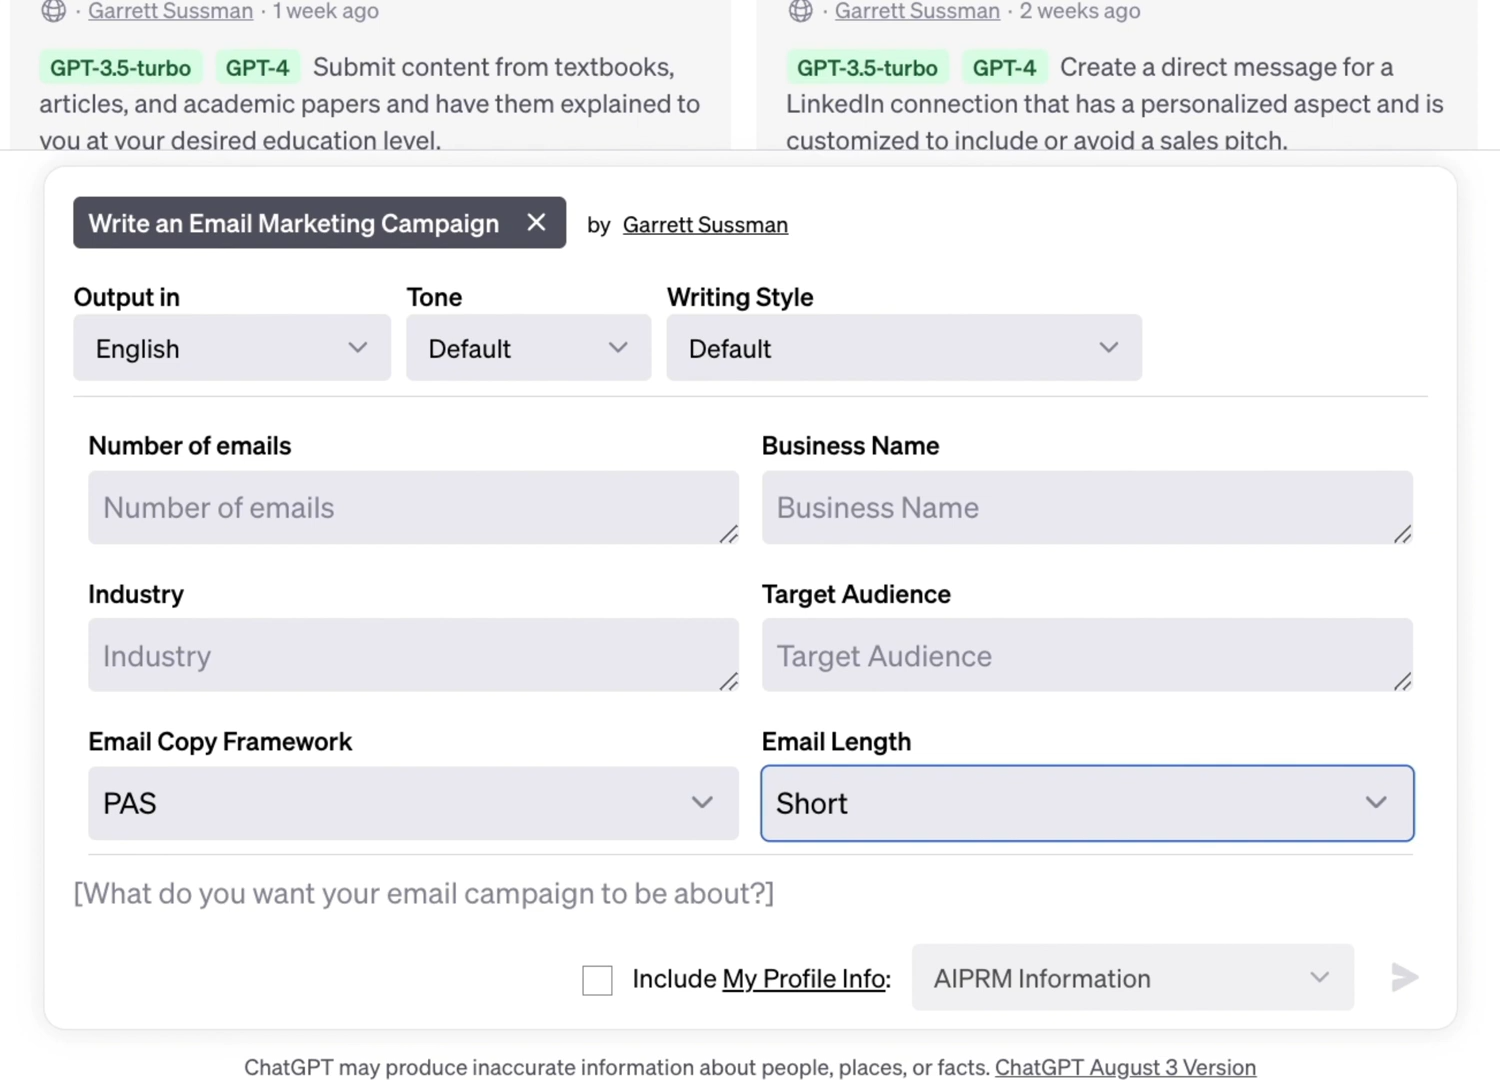 · Garrett Sussman · 1 week ago
GPT-3.5-turbo GPT-4 Submit content from textbooks,
articles, and academic papers and have them explained to
you at your desired education level.
· Garrett Sussman · 2 weeks ago
GPT-3.5-turbo GPT-4 Create a direct message for a
LinkedIn connection that has a personalized aspect and is
customized to include or avoid a sales pitch.
Write an Email Marketing Campaign ✕ by Garrett Sussman
Output in Tone Writing Style
English Default Default
Number of emails Business Name
Number of emails Business Name
Industry Target Audience
Industry Target Audience
Email Copy Framework Email Length
PAS Short
[What do you want your email campaign to be about?]
Include My Profile Info: AIPRM Information
ChatGPT may produce inaccurate information about people, places, or facts. ChatGPT August 3 Version